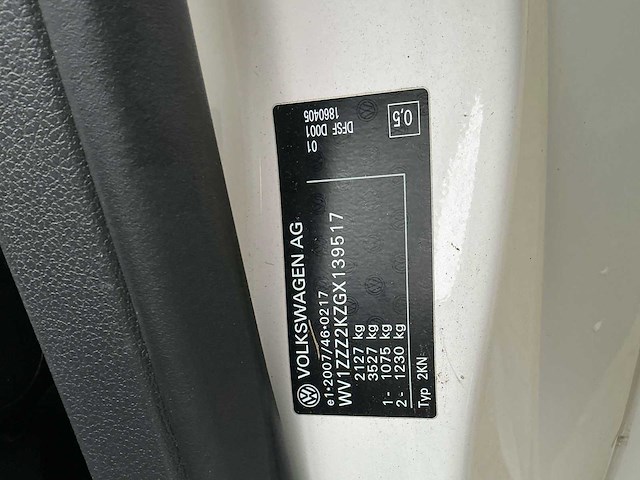 VOLKSWAGEN AG
e1*2007/46*0217
WV1ZZZ2KZGX139517
2127 kg
3527 kg
1- 1075 kg
2- 1230 kg
Typ 2KN
01
DFSF D001
1860405
0,5